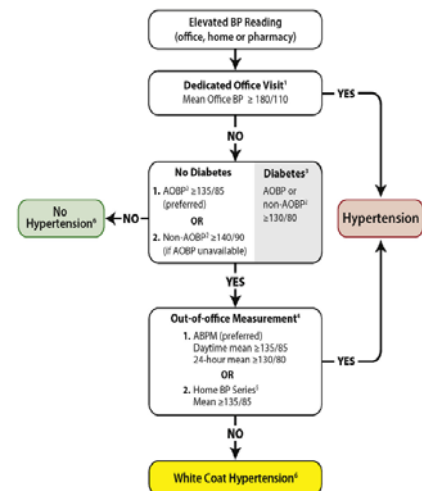 Elevated BP Reading
(office, home or pharmacy)
Dedicated Office Visit¹
Mean Office BP ≥ 180/110
YES
NO
No Diabetes
1. AOBP² ≥135/85
(preferred)
OR
2. Non-AOBP² ≥140/90
(if AOBP unavailable)
Diabetes³
AOBP or
non-AOBP²
≥130/80
NO
No
Hypertension⁶
Hypertension
YES
Out-of-office Measurement⁴
1. ABPM (preferred)
Daytime mean ≥135/85
24-hour mean ≥130/80
OR
2. Home BP Series⁵
Mean ≥135/85
YES
NO
White Coat Hypertension⁶